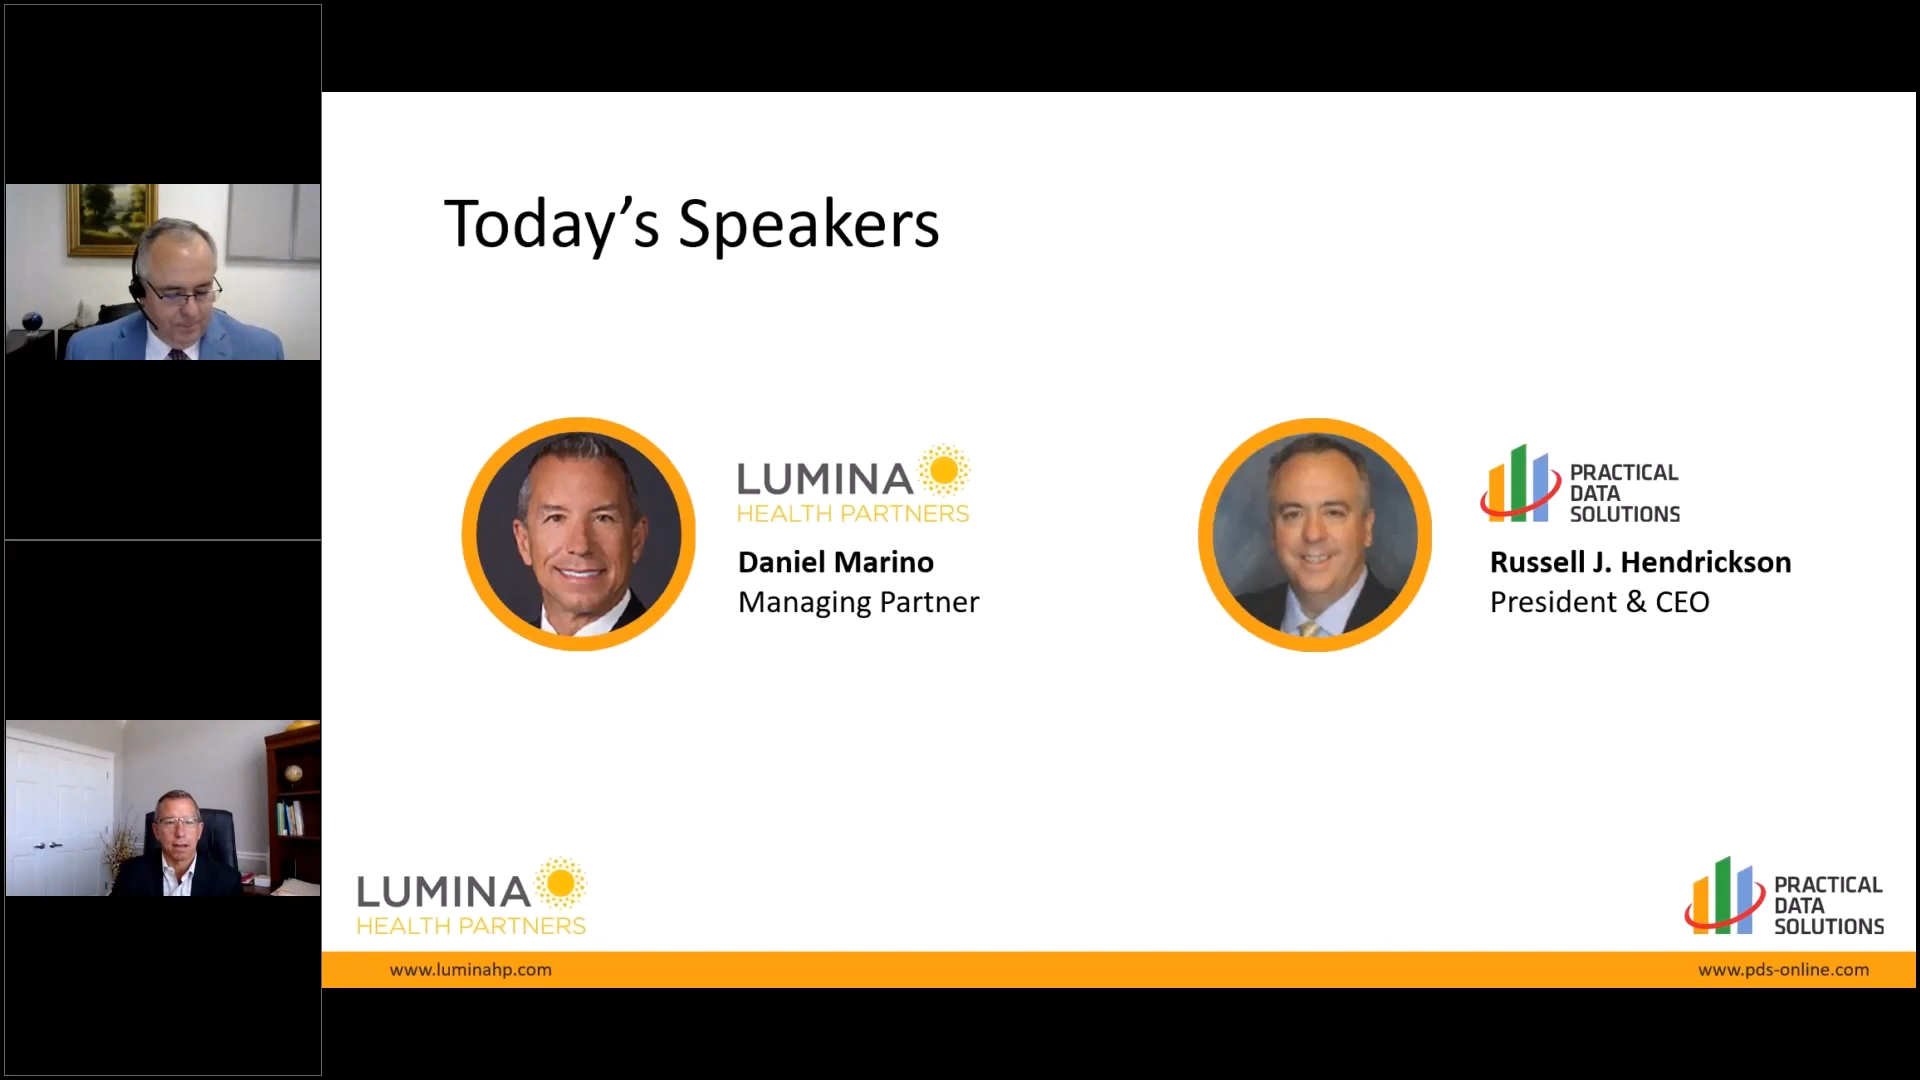 Today’s Speakers
LUMINA
HEALTH PARTNERS
Daniel Marino
Managing Partner
PRACTICAL
DATA
SOLUTIONS
Russell J. Hendrickson
President & CEO
LUMINA
HEALTH PARTNERS
PRACTICAL
DATA
SOLUTIONS
www.luminahp.com
www.pds-online.com